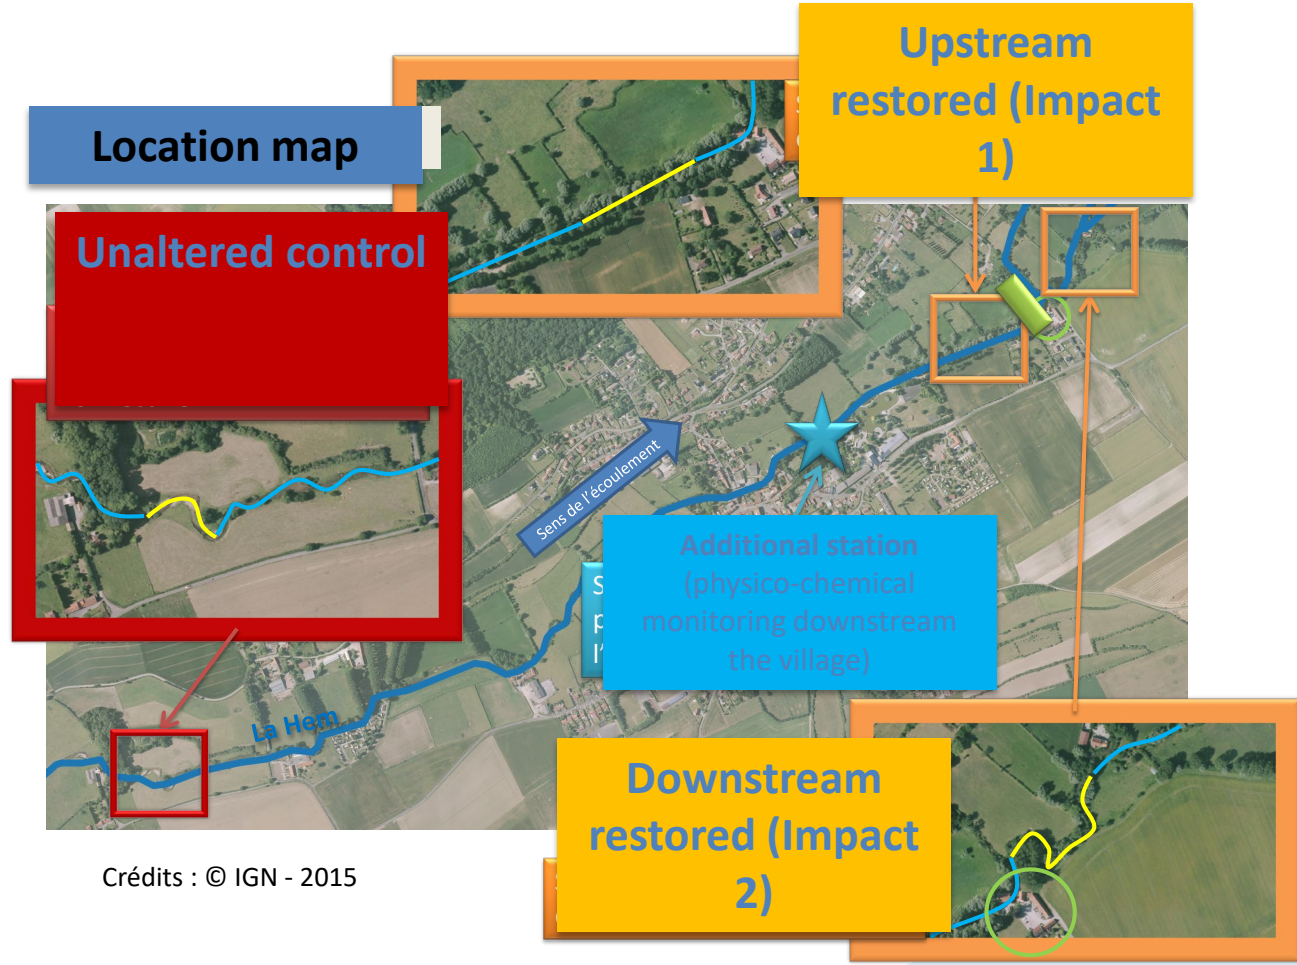 Upstream
restored (Impact
1)
Location map
Unaltered control
Sens de l'écoulement
Additional station
(physico-chemical
monitoring downstream
the village)
La Hem
Downstream
restored (Impact
2)
Crédits : © IGN - 2015